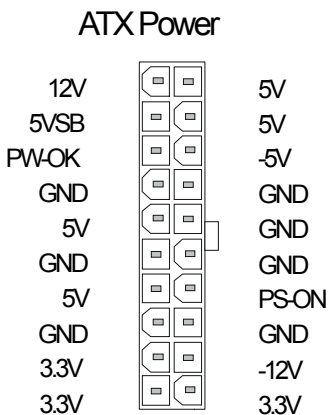 ATX Power
12V 5V
5VSB 5V
PW-OK -5V
GND GND
5V GND
GND GND
5V PS-ON
GND GND
3.3V -12V
3.3V 3.3V